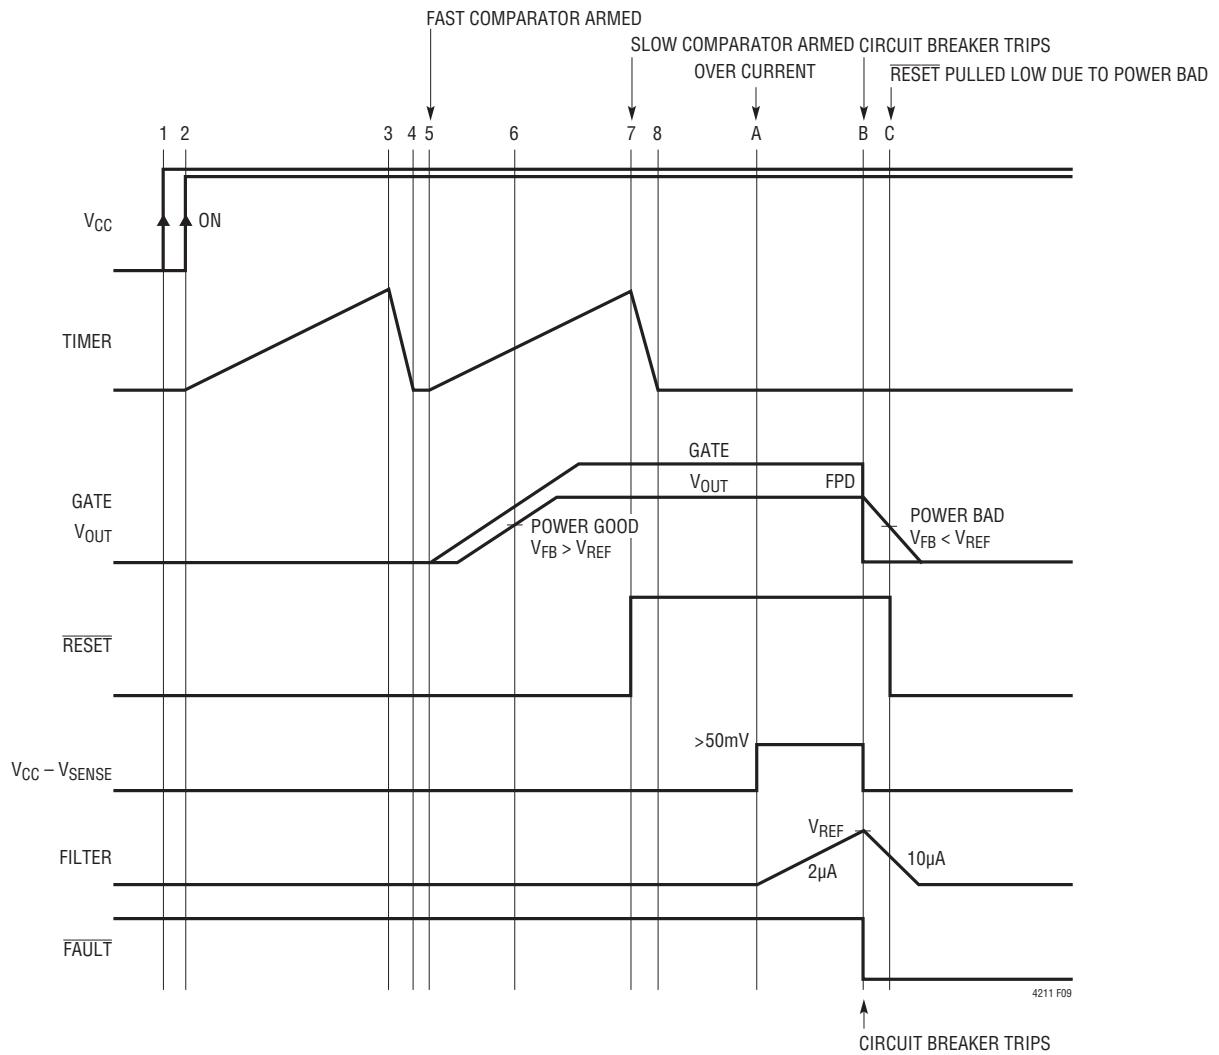 FAST COMPARATOR ARMED
SLOW COMPARATOR ARMED CIRCUIT BREAKER TRIPS
OVER CURRENT
RESET PULLED LOW DUE TO POWER BAD
1 2 3 4 5 6 7 8 A B C
VCC
ON
TIMER
GATE
VOUT
FPD
GATE
VOUT
POWER GOOD
VFB > VREF
POWER BAD
VFB < VREF
RESET
>50mV
VCC – VSENSE
VREF
FILTER
2µA
10µA
FAULT
4211 F09
CIRCUIT BREAKER TRIPS